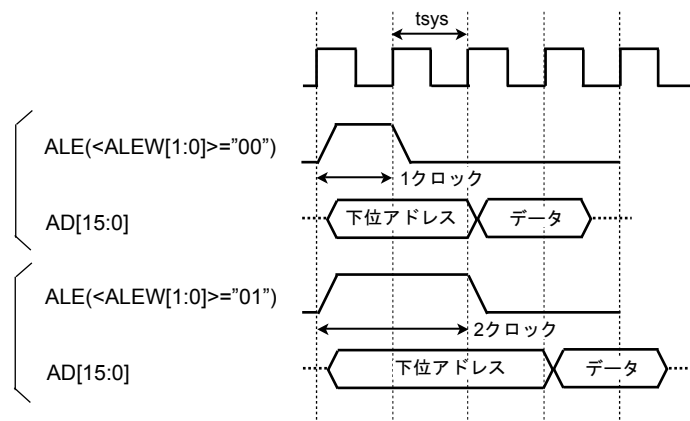 tsys
ALE(<ALEW[1:0]>=”00”)
1クロック
AD[15:0]
下位アドレス
データ
ALE(<ALEW[1:0]>=”01”)
2クロック
AD[15:0]
下位アドレス
データ